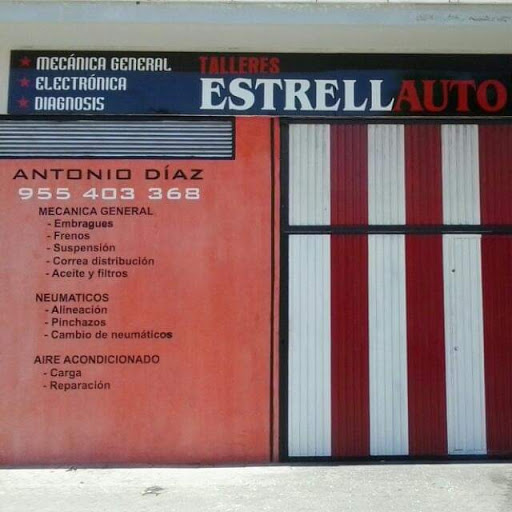 ★ MECÁNICA GENERAL
★ ELECTRÓNICA
★ DIAGNOSIS
TALLERES
ESTRELLAUTO
ANTONIO DÍAZ
955 403 368
MECANICA GENERAL
- Embragues
- Frenos
- Suspensión
- Correa distribución
- Aceite y filtros
NEUMATICOS
- Alineación
- Pinchazos
- Cambio de neumáticos
AIRE ACONDICIONADO
- Carga
- Reparación